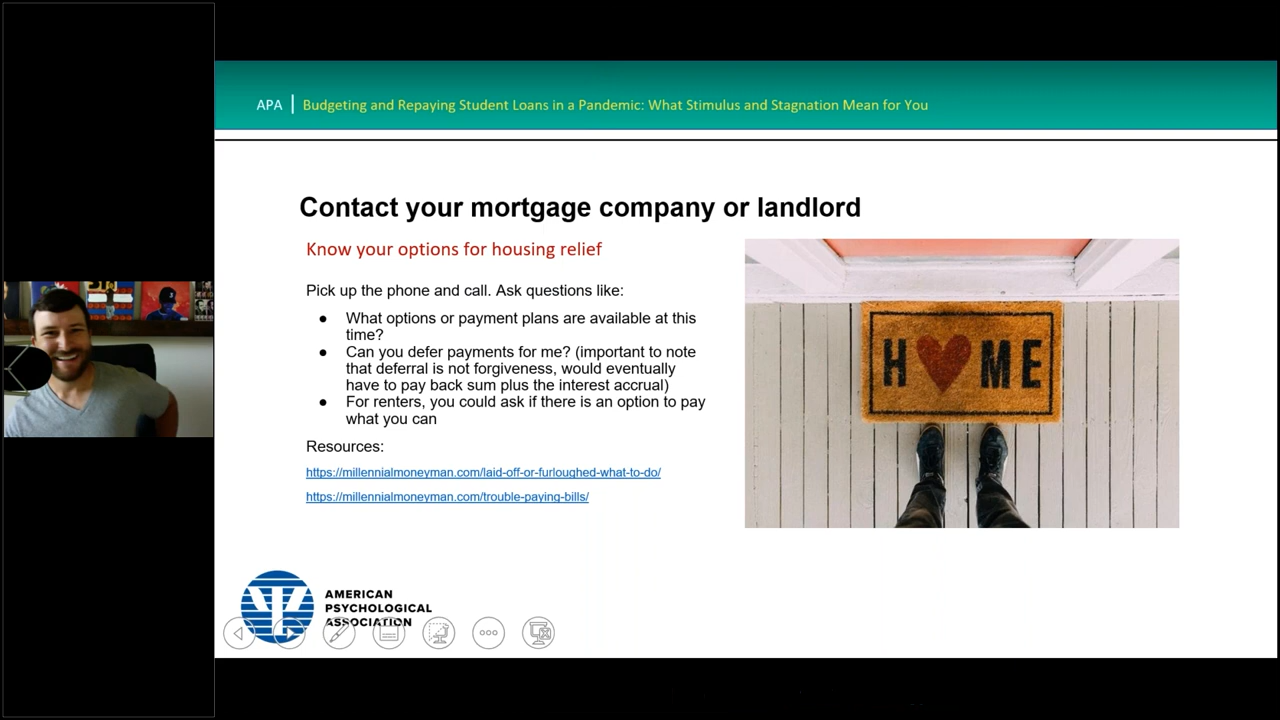 APA | Budgeting and Repaying Student Loans in a Pandemic: What Stimulus and Stagnation Mean for You
Contact your mortgage company or landlord
Know your options for housing relief
Pick up the phone and call. Ask questions like:
● What options or payment plans are available at this
time?
● Can you defer payments for me? (important to note
that deferral is not forgiveness, would eventually
have to pay back sum plus the interest accrual)
● For renters, you could ask if there is an option to pay
what you can
Resources:
https://millennialmoneyman.com/laid-off-or-furloughed-what-to-do/
https://millennialmoneyman.com/trouble-paying-bills/
H❤ME
AMERICAN
PSYCHOLOGICAL
ASSOCIATION